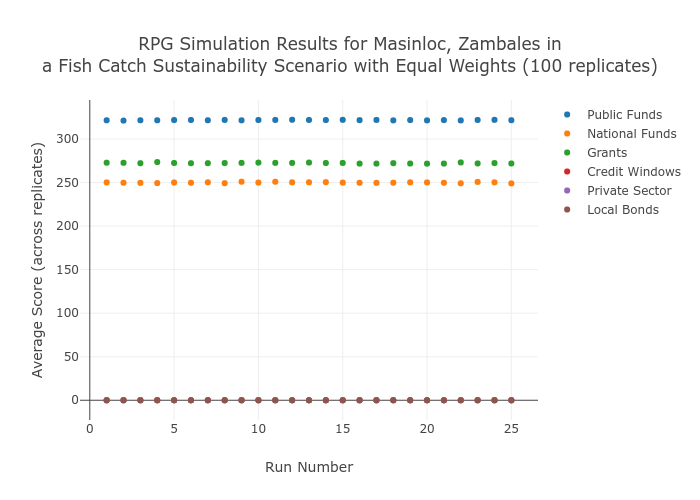 RPG Simulation Results for Masinloc, Zambales in
a Fish Catch Sustainability Scenario with Equal Weights (100 replicates)
Average Score (across replicates)
300
250
200
150
100
50
0
0 5 10 15 20 25
Run Number
Public Funds
National Funds
Grants
Credit Windows
Private Sector
Local Bonds